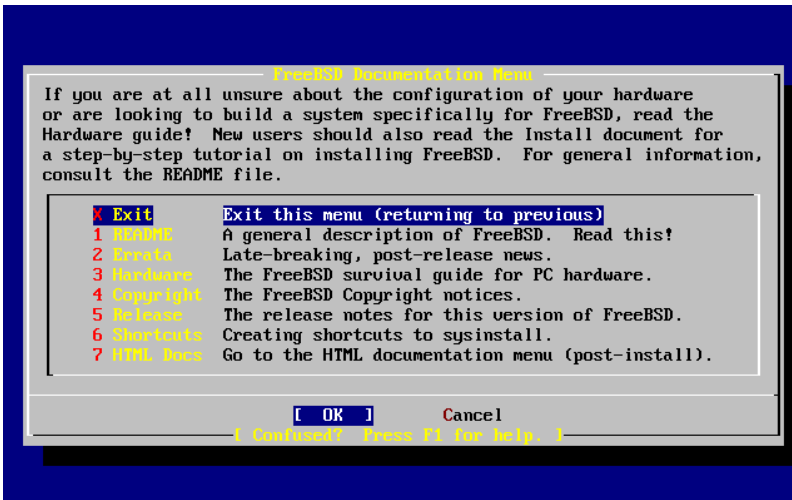 FreeBSD Documentation Menu
If you are at all unsure about the configuration of your hardware
or are looking to build a system specifically for FreeBSD, read the
Hardware guide! New users should also read the Install document for
a step-by-step tutorial on installing FreeBSD. For general information,
consult the README file.
X Exit Exit this menu (returning to previous)
1 README A general description of FreeBSD. Read this!
2 Errata Late-breaking, post-release news.
3 Hardware The FreeBSD survival guide for PC hardware.
4 Copyright The FreeBSD Copyright notices.
5 Release The release notes for this version of FreeBSD.
6 Shortcuts Creating shortcuts to sysinstall.
7 HTML Docs Go to the HTML documentation menu (post-install).
[ OK ] Cancel
[ Confused? Press F1 for help. ]